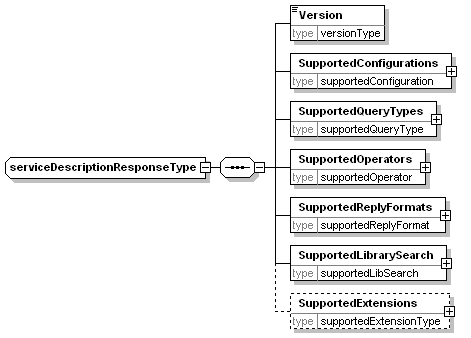 Version
type versionType
SupportedConfigurations
type supportedConfiguration
SupportedQueryTypes
type supportedQueryType
serviceDescriptionResponseType
SupportedOperators
type supportedOperator
SupportedReplyFormats
type supportedReplyFormat
SupportedLibrarySearch
type supportedLibSearch
SupportedExtensions
type supportedExtensionType